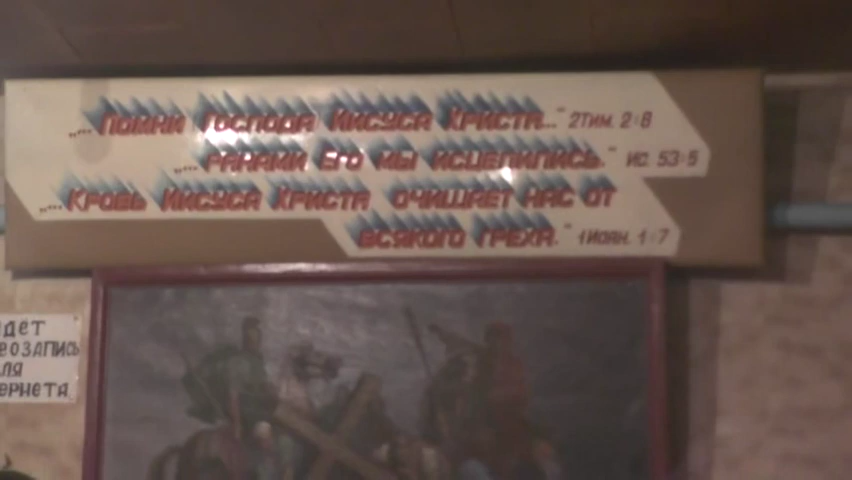 „... Помни Господа Иисуса Христа..." 2Тим. 2:8
„... ранами Его мы исцелились." Ис. 53:5
„... Кровь Иисуса Христа очищает нас от
всякого греха." 1Иоан. 1:7
дёт
еозапись
ля
ернета